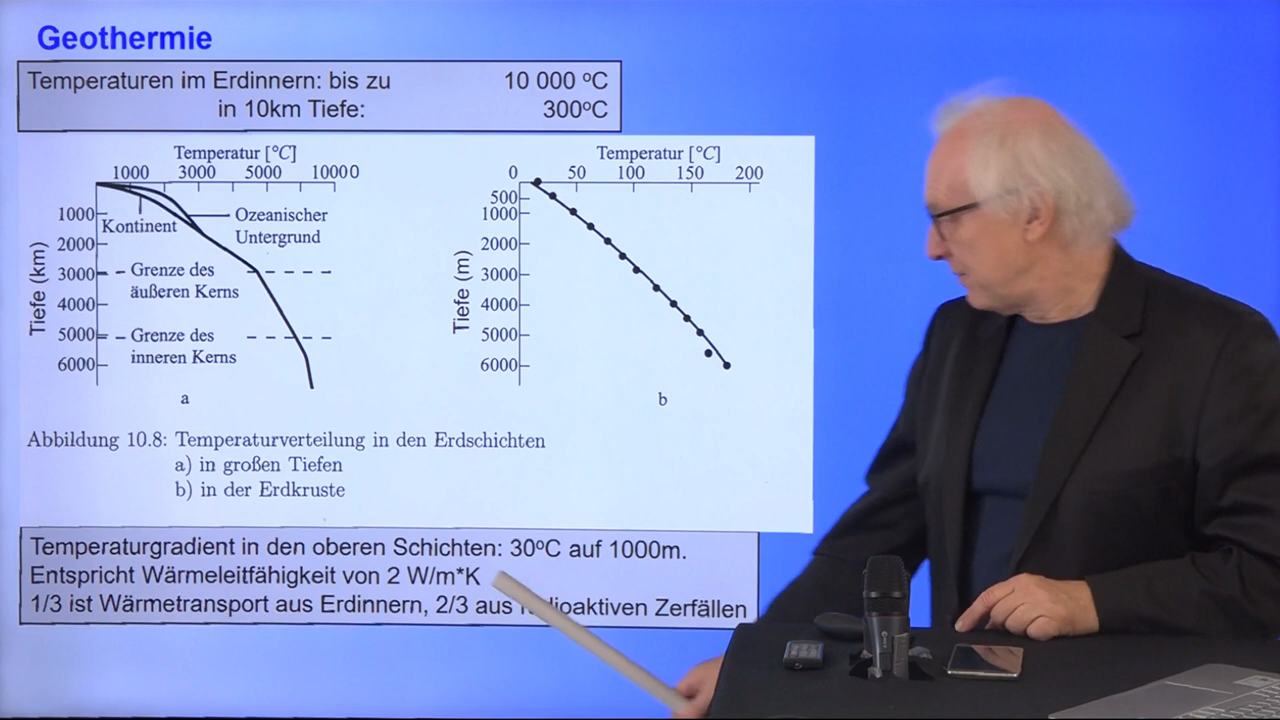 Geothermie
Temperaturen im Erdinnern: bis zu 10 000 ºC
in 10km Tiefe: 300ºC
Temperatur [°C]
1000 3000 5000 10000
Tiefe (km)
1000
2000
3000
4000
5000
6000
Kontinent
Ozeanischer
Untergrund
Grenze des
äußeren Kerns
Grenze des
inneren Kerns
a
Temperatur [°C]
0 50 100 150 200
Tiefe (m)
500
1000
2000
3000
4000
5000
6000
b
Abbildung 10.8: Temperaturverteilung in den Erdschichten
a) in großen Tiefen
b) in der Erdkruste
Temperaturgradient in den oberen Schichten: 30ºC auf 1000m.
Entspricht Wärmeleitfähigkeit von 2 W/m*K
1/3 ist Wärmetransport aus Erdinnern, 2/3 aus radioaktiven Zerfällen